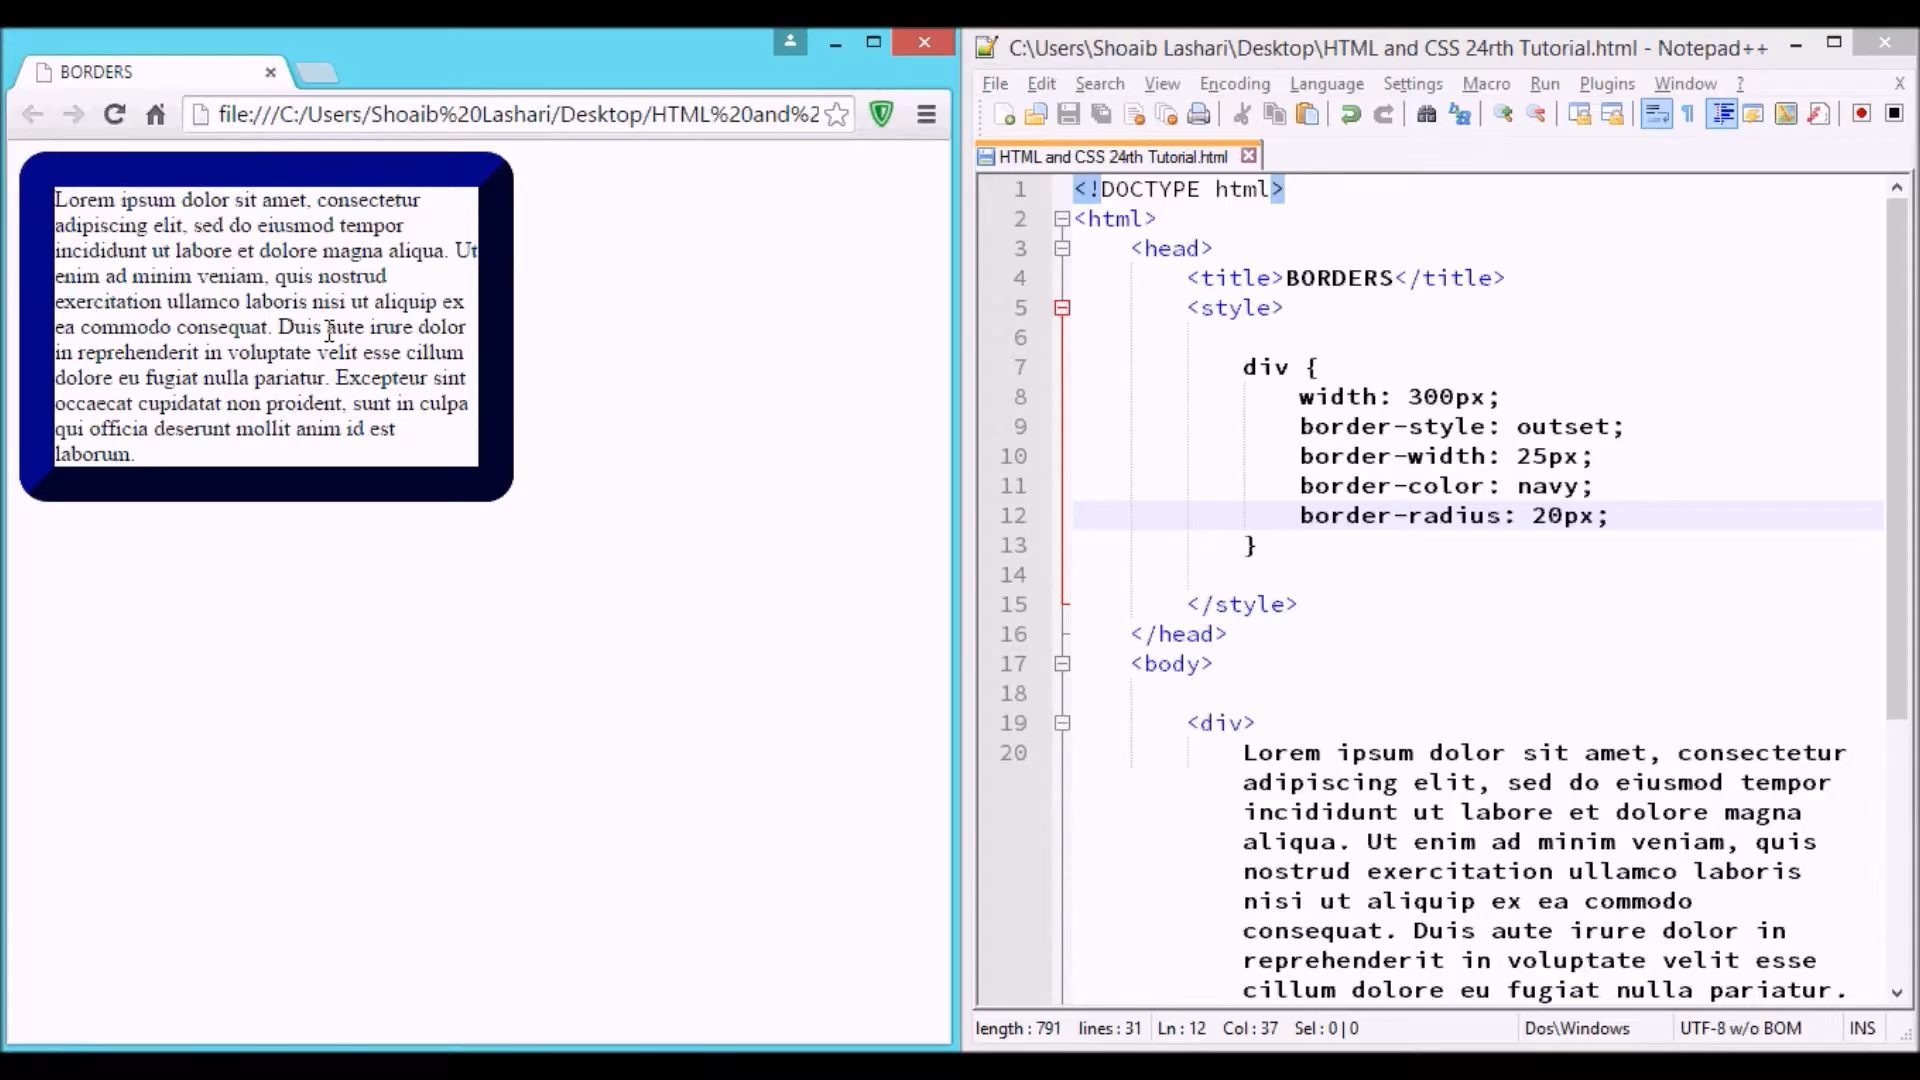 BORDERS
file:///C:/Users/Shoaib%20Lashari/Desktop/HTML%20and%2
Lorem ipsum dolor sit amet, consectetur
adipiscing elit, sed do eiusmod tempor
incididunt ut labore et dolore magna aliqua. Ut
enim ad minim veniam, quis nostrud
exercitation ullamco laboris nisi ut aliquip ex
ea commodo consequat. Duis aute irure dolor
in reprehenderit in voluptate velit esse cillum
dolore eu fugiat nulla pariatur. Excepteur sint
occaecat cupidatat non proident, sunt in culpa
qui officia deserunt mollit anim id est
laborum.
C:\Users\Shoaib Lashari\Desktop\HTML and CSS 24rth Tutorial.html - Notepad++
File Edit Search View Encoding Language Settings Macro Run Plugins Window ? X
HTML and CSS 24rth Tutorial.html
1 <!DOCTYPE html>
2 <html>
3 <head>
4 <title>BORDERS</title>
5 <style>
6
7 div {
8 width: 300px;
9 border-style: outset;
10 border-width: 25px;
11 border-color: navy;
12 border-radius: 20px;
13 }
14
15 </style>
16 </head>
17 <body>
18
19 <div>
20 Lorem ipsum dolor sit amet, consectetur
adipiscing elit, sed do eiusmod tempor
incididunt ut labore et dolore magna
aliqua. Ut enim ad minim veniam, quis
nostrud exercitation ullamco laboris
nisi ut aliquip ex ea commodo
consequat. Duis aute irure dolor in
reprehenderit in voluptate velit esse
cillum dolore eu fugiat nulla pariatur.
length : 791 lines : 31 Ln : 12 Col : 37 Sel : 0 | 0 Dos\Windows UTF-8 w/o BOM INS